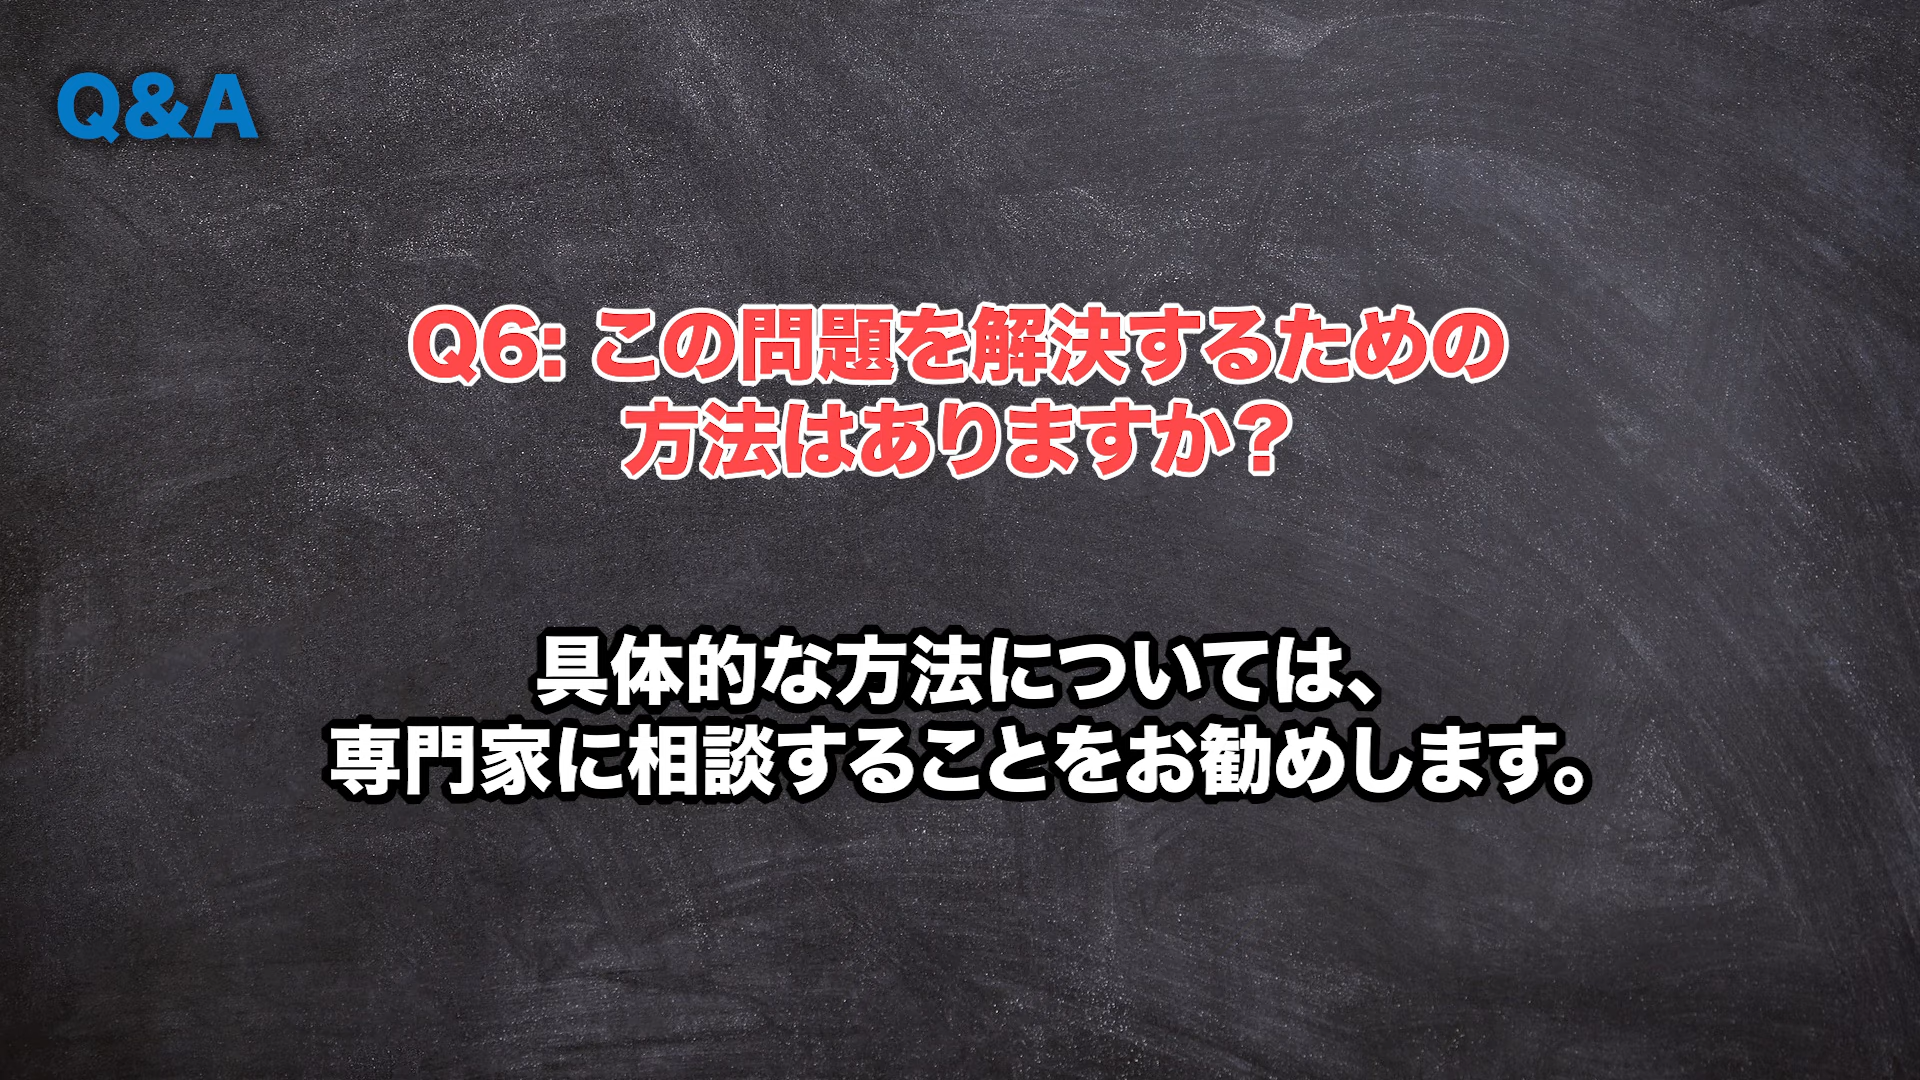 Q&A
Q6: この問題を解決するための
方法はありますか？
具体的な方法については、
専門家に相談することをお勧めします。